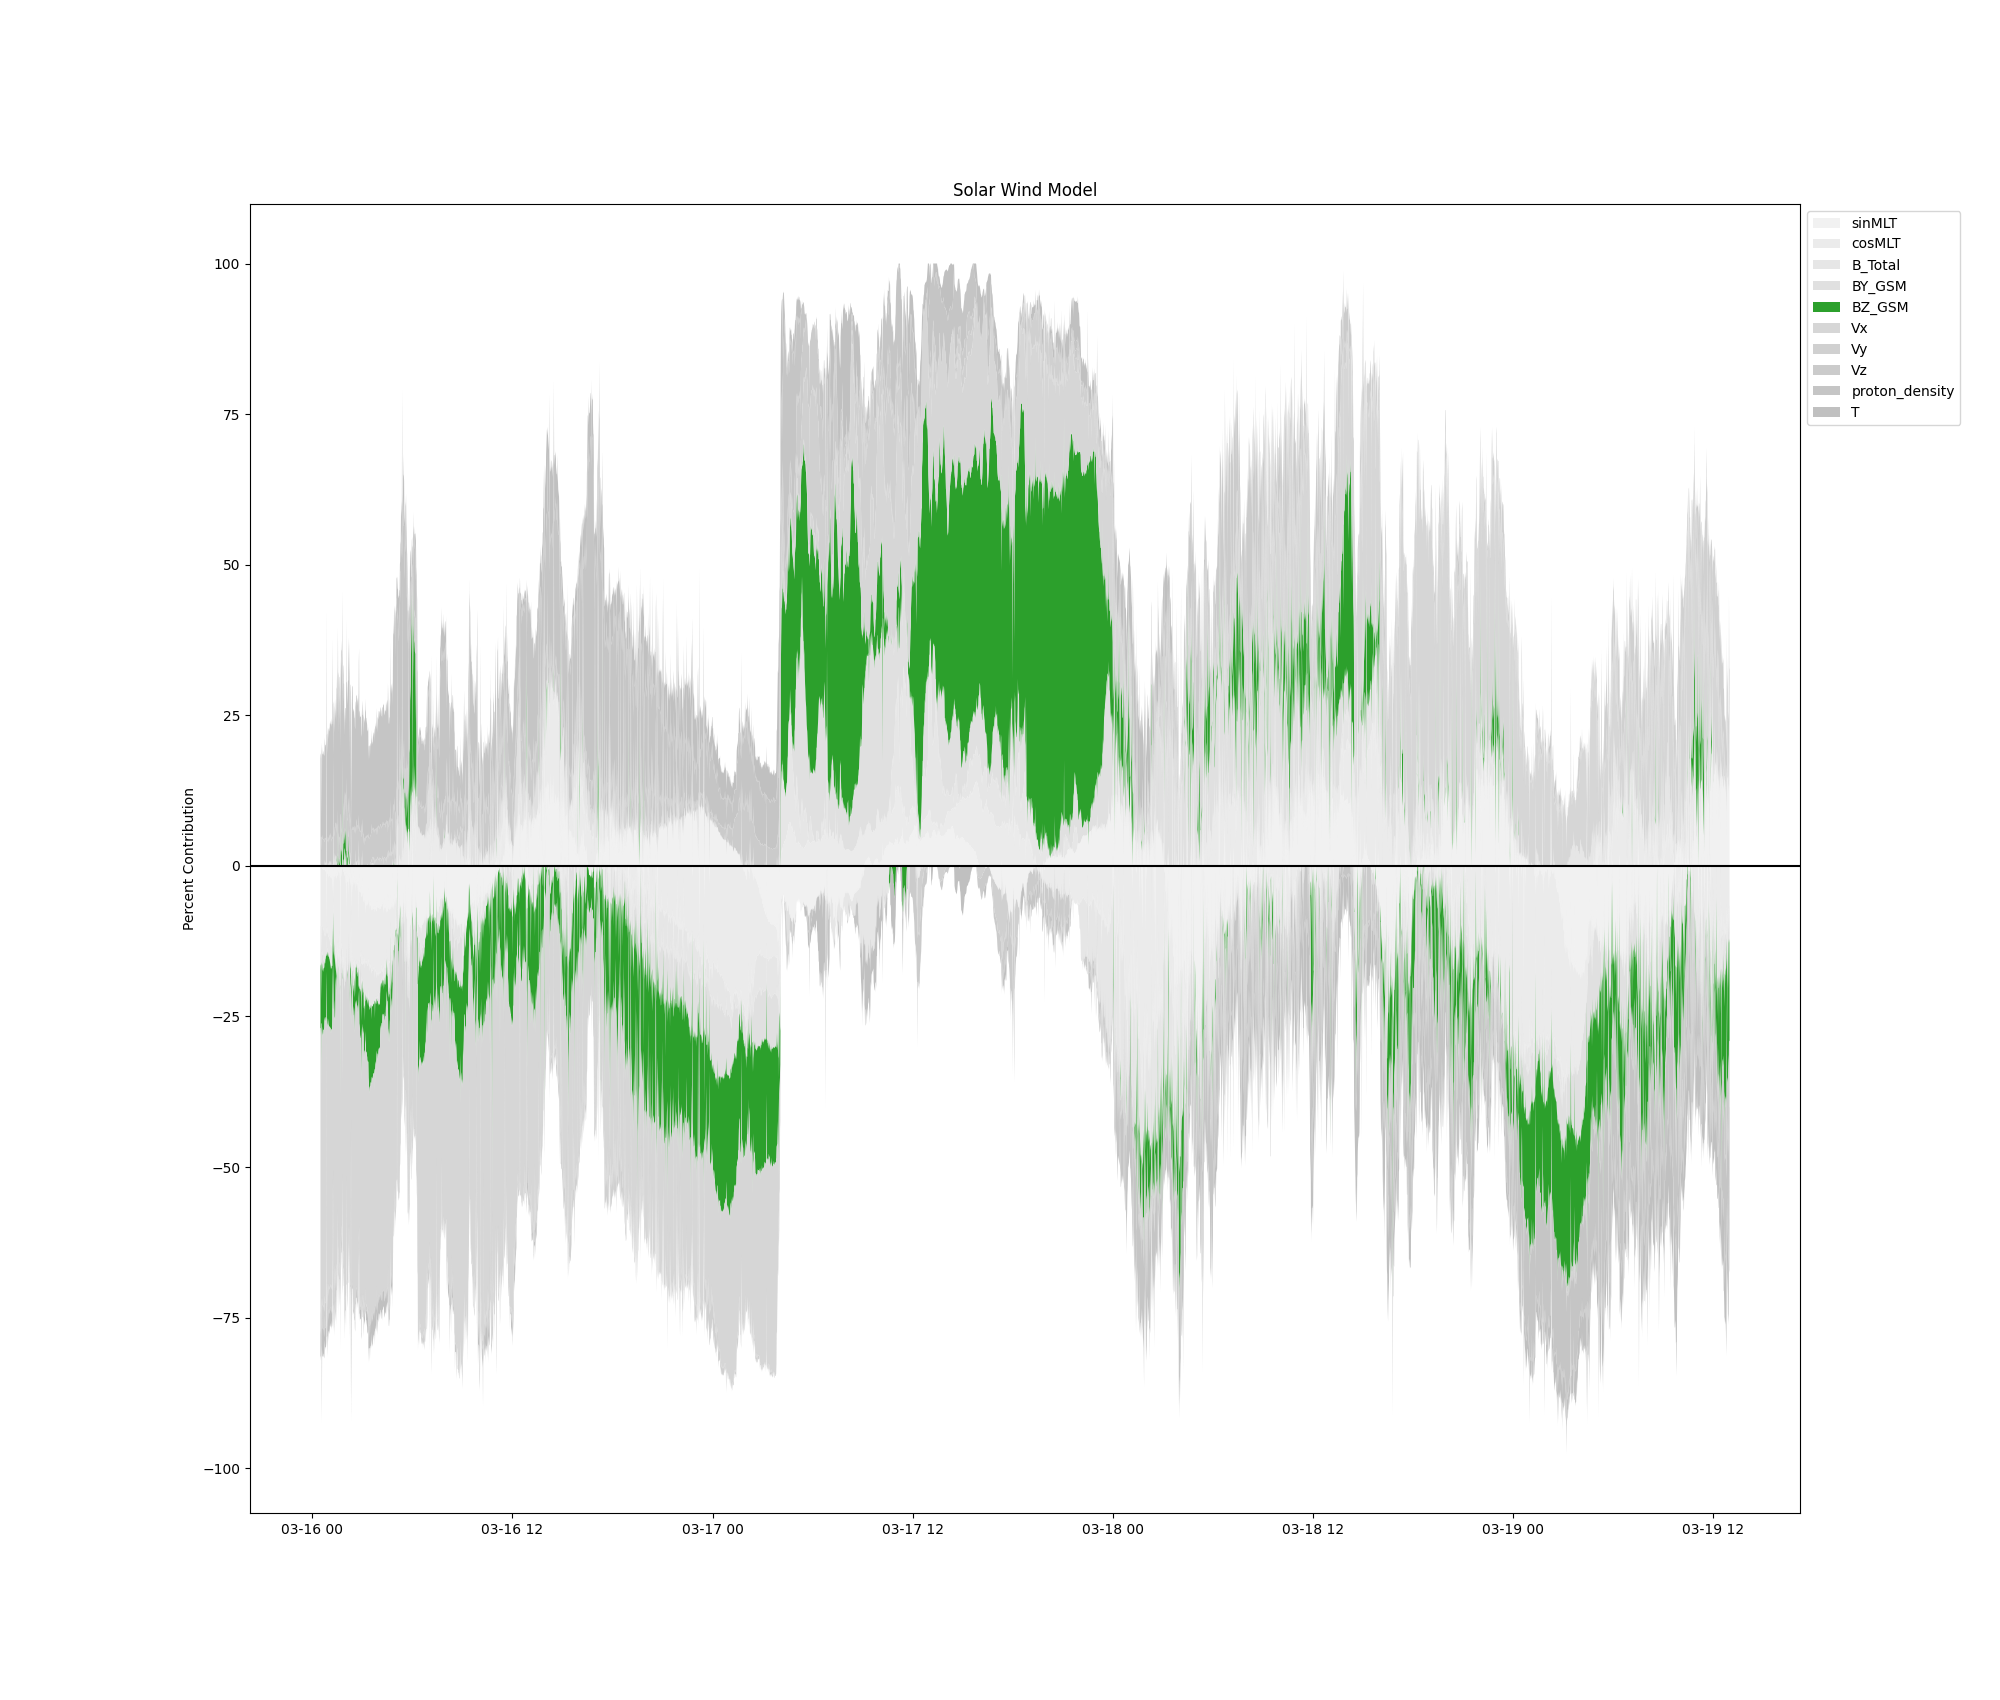 Solar Wind Model
sinMLT
cosMLT
B_Total
BY_GSM
BZ_GSM
Vx
Vy
Vz
proton_density
T
Percent Contribution
100
75
50
25
0
−25
−50
−75
−100
03-16 00
03-16 12
03-17 00
03-17 12
03-18 00
03-18 12
03-19 00
03-19 12